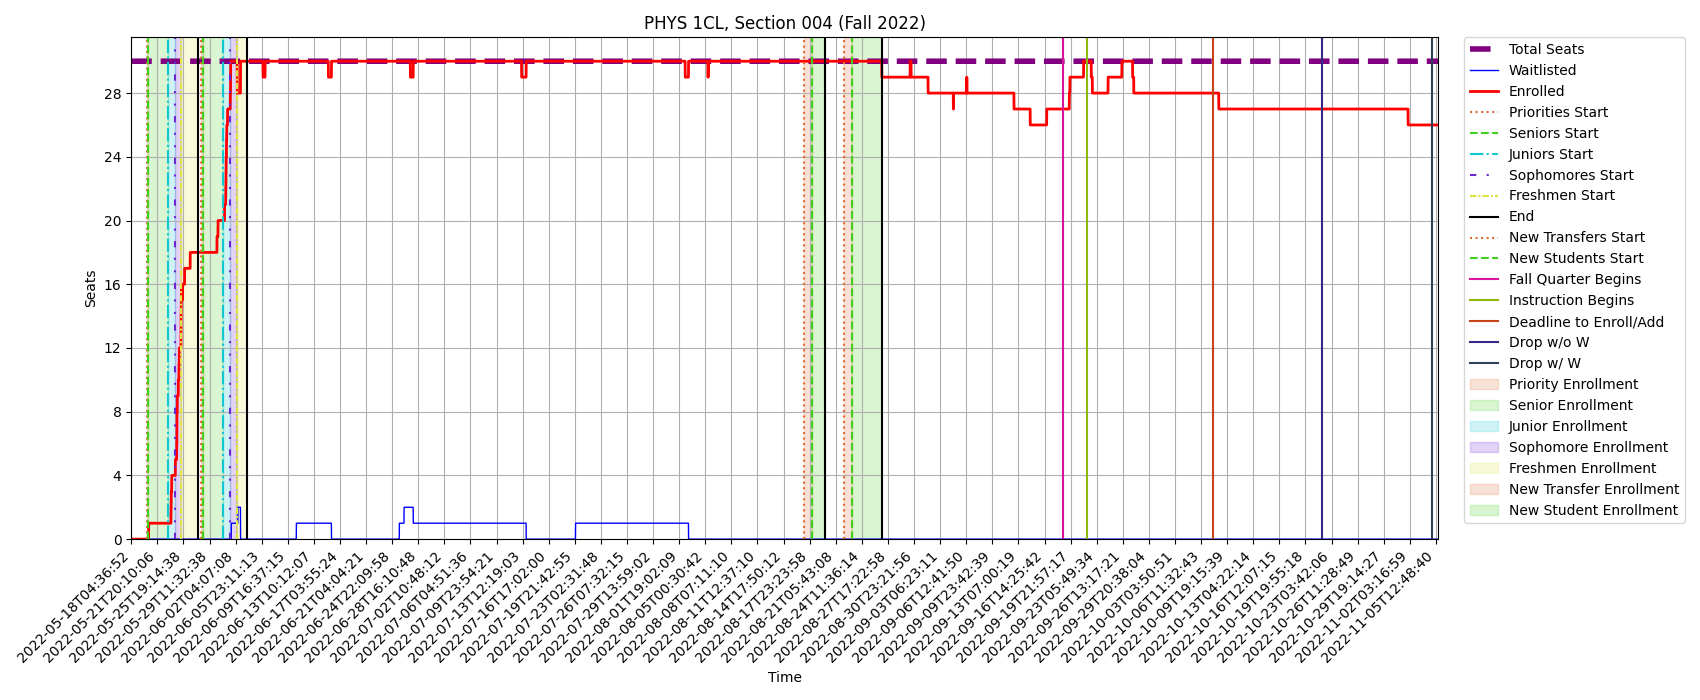 PHYS 1CL, Section 004 (Fall 2022)
Seats
28
24
20
16
12
8
4
0
2022-05-18T04:36:52
2022-05-21T20:10:06
2022-05-25T19:14:38
2022-05-29T11:32:38
2022-06-02T04:07:08
2022-06-05T23:11:13
2022-06-09T16:37:15
2022-06-13T10:12:07
2022-06-17T03:55:24
2022-06-21T04:04:21
2022-06-24T22:09:58
2022-06-28T16:10:48
2022-07-02T10:48:12
2022-07-06T04:51:36
2022-07-09T23:54:21
2022-07-13T12:19:03
2022-07-16T17:02:00
2022-07-19T21:42:55
2022-07-23T02:31:48
2022-07-26T07:32:15
2022-07-29T13:59:02
2022-08-01T19:02:09
2022-08-05T00:30:42
2022-08-08T07:11:10
2022-08-11T12:37:10
2022-08-14T17:50:12
2022-08-17T23:23:58
2022-08-21T05:43:08
2022-08-24T11:36:14
2022-08-27T17:22:58
2022-08-30T23:21:56
2022-09-03T06:23:11
2022-09-06T12:41:50
2022-09-09T23:42:39
2022-09-13T07:00:19
2022-09-16T14:25:42
2022-09-19T21:57:17
2022-09-23T05:49:34
2022-09-26T13:17:21
2022-09-29T20:38:04
2022-10-03T03:50:51
2022-10-06T11:32:43
2022-10-09T19:15:39
2022-10-13T04:22:14
2022-10-16T12:07:15
2022-10-19T19:55:18
2022-10-23T03:42:06
2022-10-26T11:28:49
2022-10-29T19:14:27
2022-11-02T03:16:59
2022-11-05T12:48:40
Time
Total Seats
Waitlisted
Enrolled
Priorities Start
Seniors Start
Juniors Start
Sophomores Start
Freshmen Start
End
New Transfers Start
New Students Start
Fall Quarter Begins
Instruction Begins
Deadline to Enroll/Add
Drop w/o W
Drop w/ W
Priority Enrollment
Senior Enrollment
Junior Enrollment
Sophomore Enrollment
Freshmen Enrollment
New Transfer Enrollment
New Student Enrollment